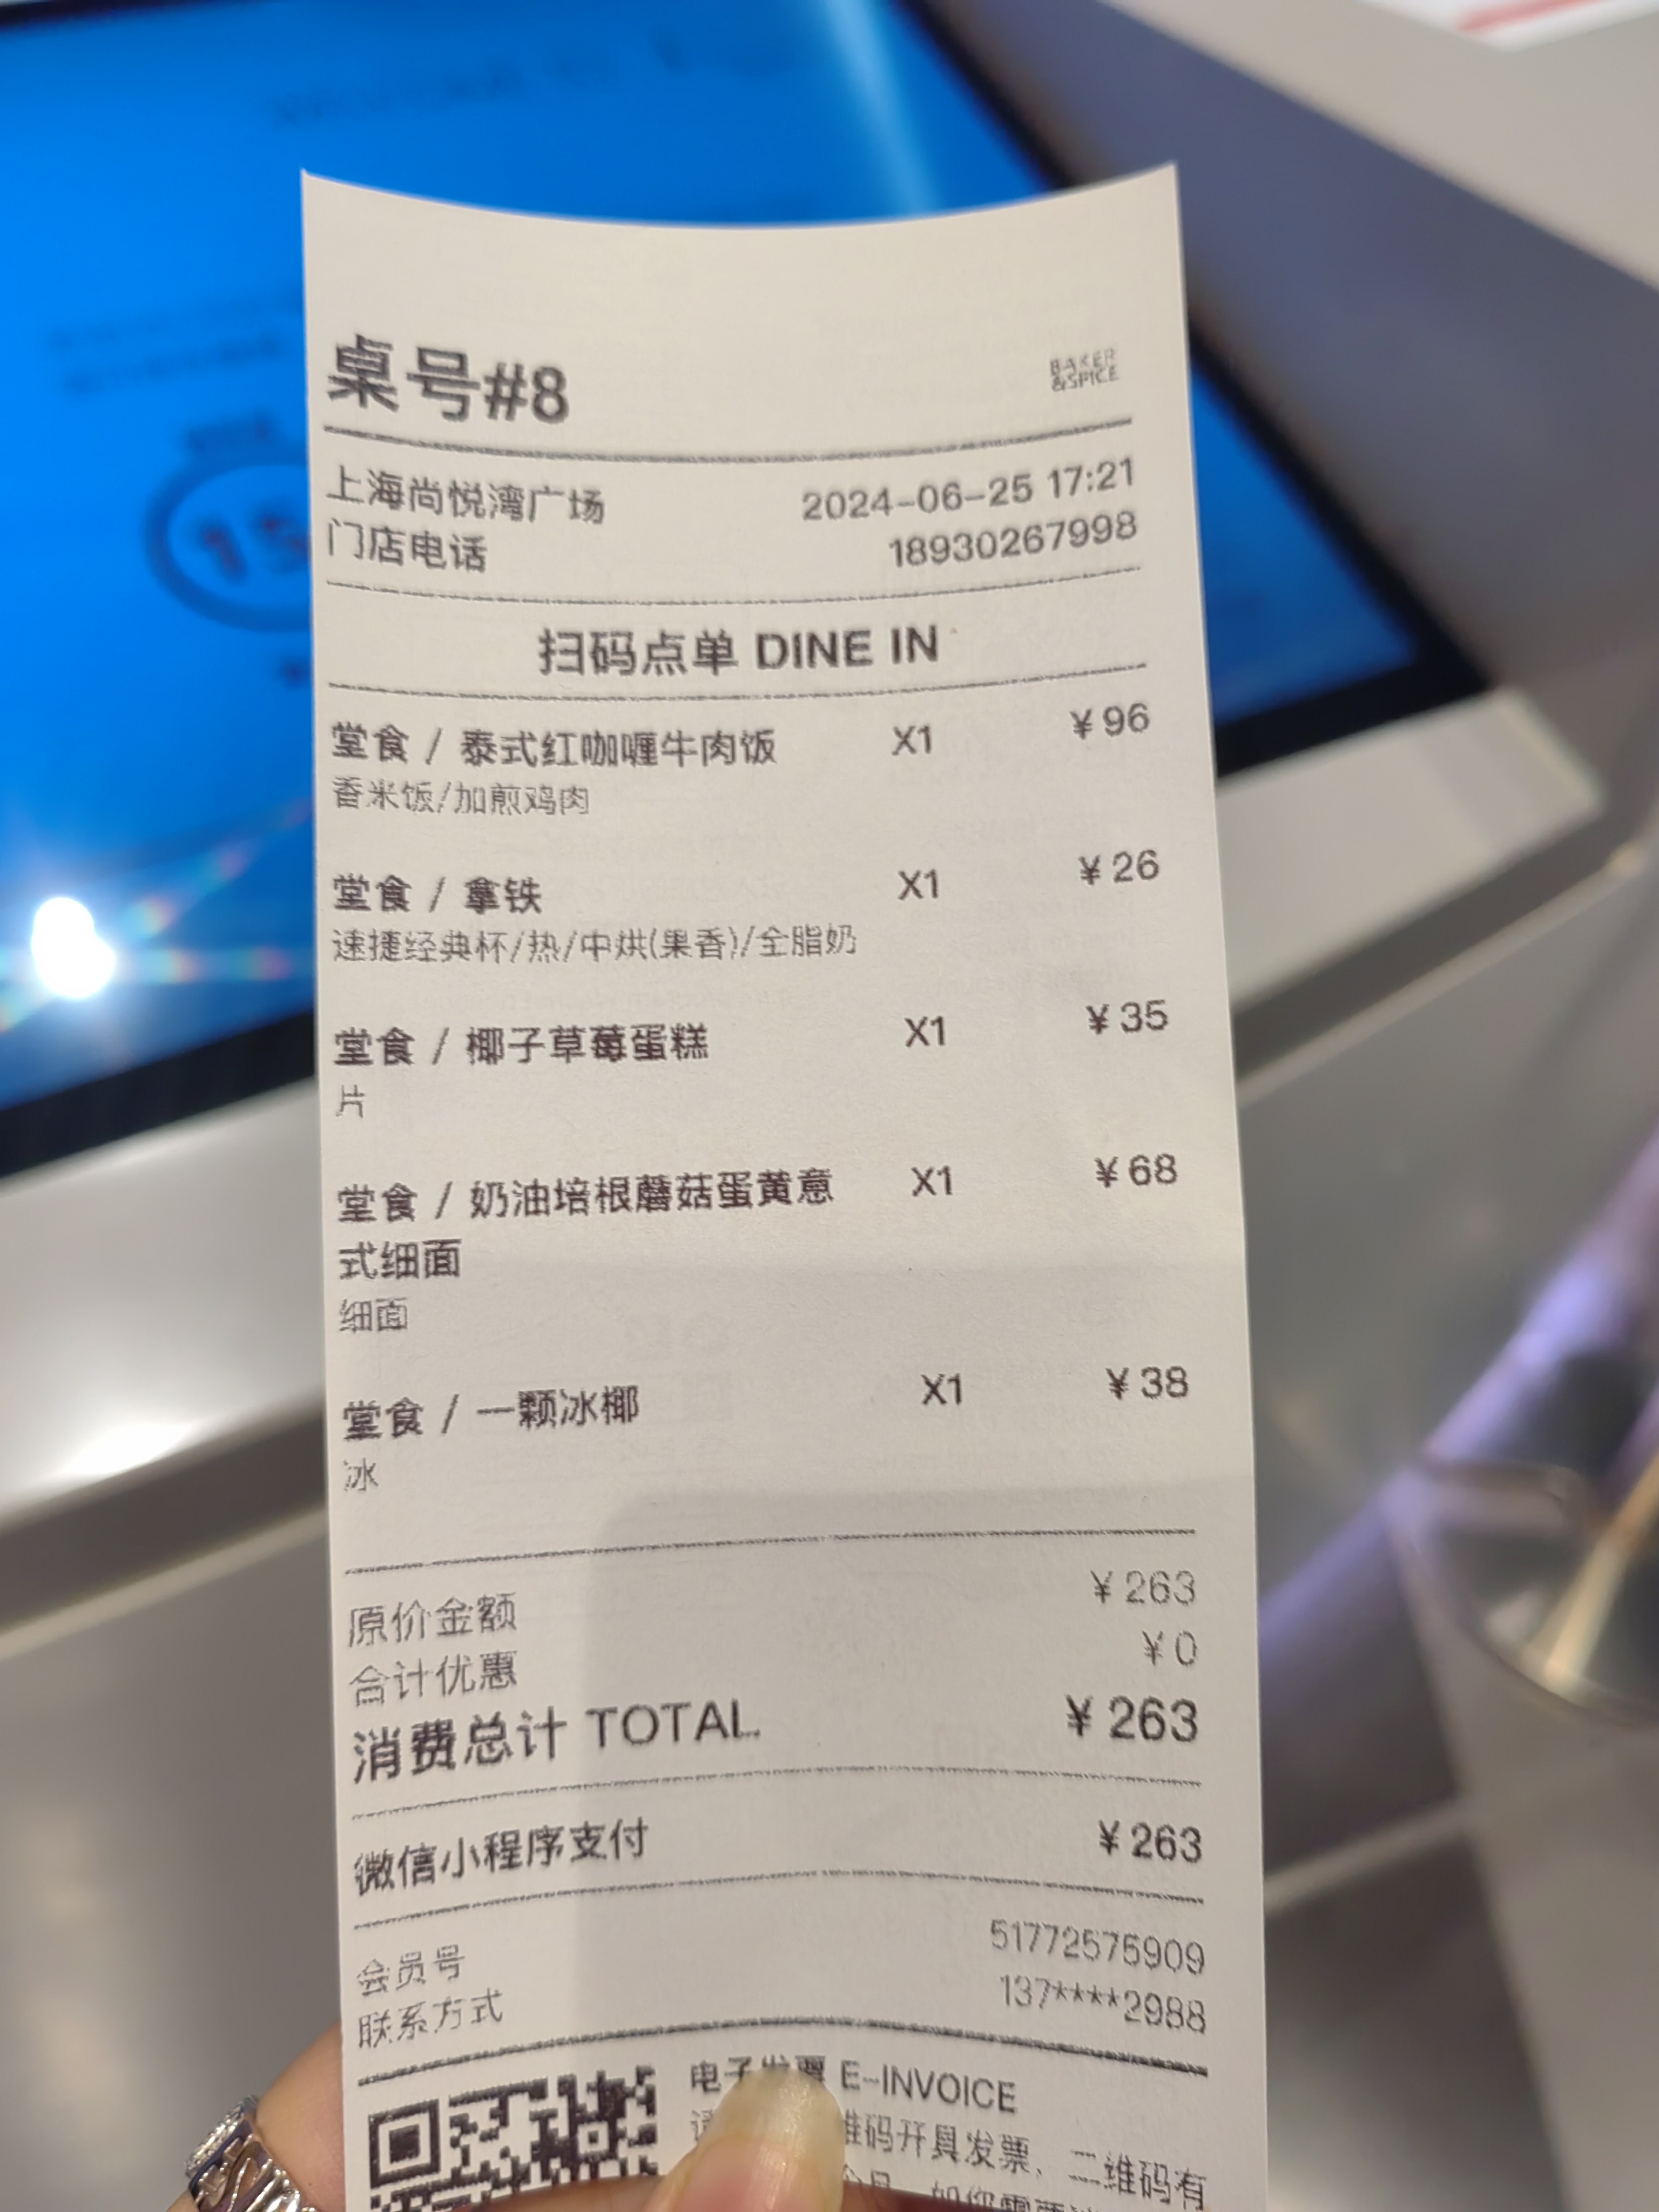 桌号#8
BAKER
&SPICE
上海尚悦湾广场 2024-06-25 17:21
门店电话 18930267998
扫码点单 DINE IN
堂食 / 泰式红咖喱牛肉饭 X1 ¥96
香米饭/加煎鸡肉
堂食 / 拿铁 X1 ¥26
速捷经典杯/热/中烘(果香)/全脂奶
堂食 / 椰子草莓蛋糕 X1 ¥35
片
堂食 / 奶油培根蘑菇蛋黄意 X1 ¥68
式细面
细面
堂食 / 一颗冰椰 X1 ¥38
冰
原价金额 ¥263
合计优惠 ¥0
消费总计 TOTAL ¥263
微信小程序支付 ¥263
会员号 51772575909
联系方式 137****2988
电子发票 E-INVOICE
维码开具发票，二维码有